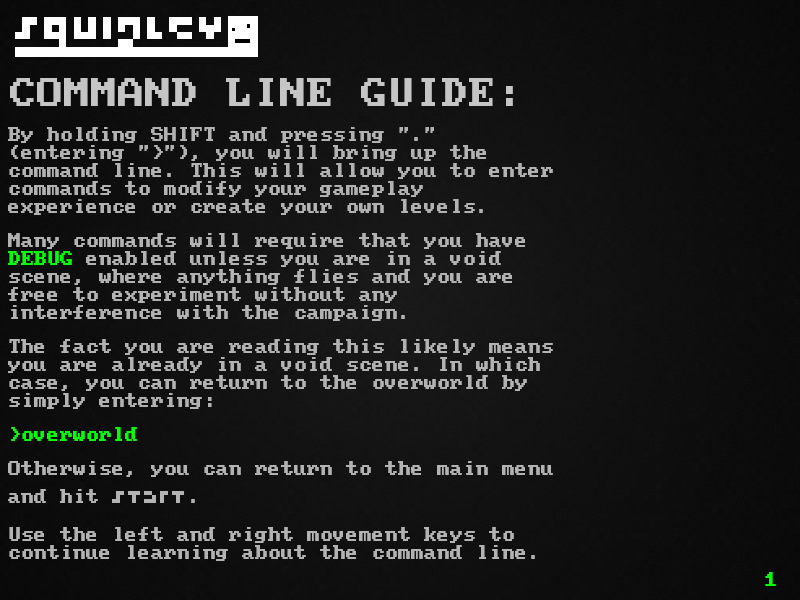 squigley
COMMAND LINE GUIDE:
By holding SHIFT and pressing "."
(entering ">"), you will bring up the
command line. This will allow you to enter
commands to modify your gameplay
experience or create your own levels.
Many commands will require that you have
DEBUG enabled unless you are in a void
scene, where anything flies and you are
free to experiment without any
interference with the campaign.
The fact you are reading this likely means
you are already in a void scene. In which
case, you can return to the overworld by
simply entering:
>overworld
Otherwise, you can return to the main menu
and hit START.
Use the left and right movement keys to
continue learning about the command line.
1